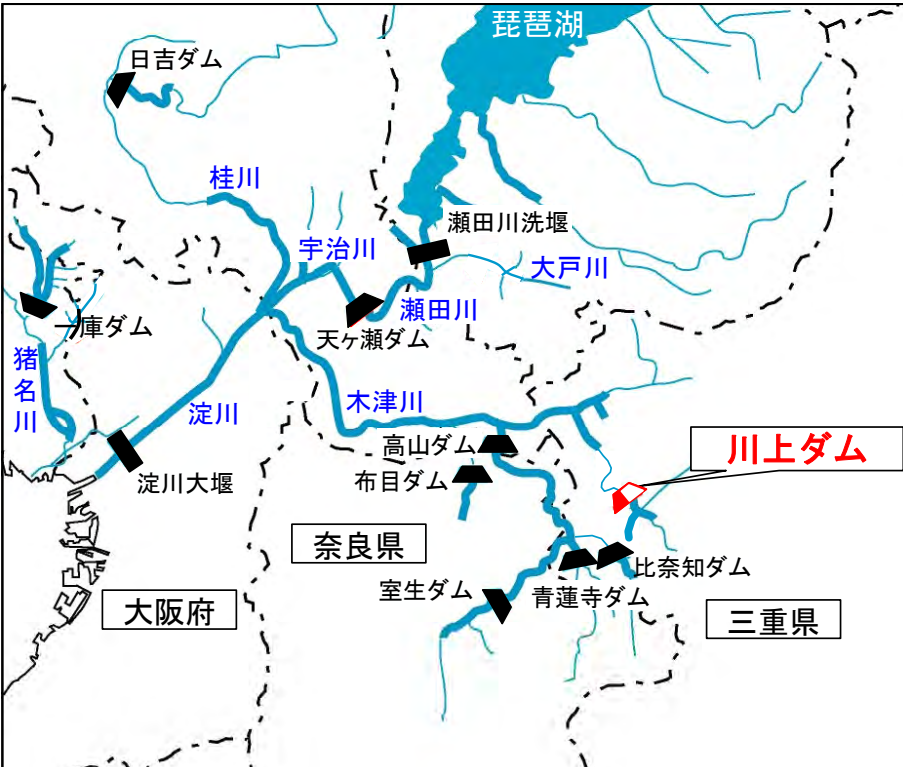 琵琶湖
日吉ダム
桂川
宇治川
瀬田川洗堰
大戸川
瀬田川
天ヶ瀬ダム
一庫ダム
猪名川
淀川
木津川
淀川大堰
高山ダム
布目ダム
川上ダム
奈良県
比奈知ダム
青蓮寺ダム
室生ダム
大阪府
三重県